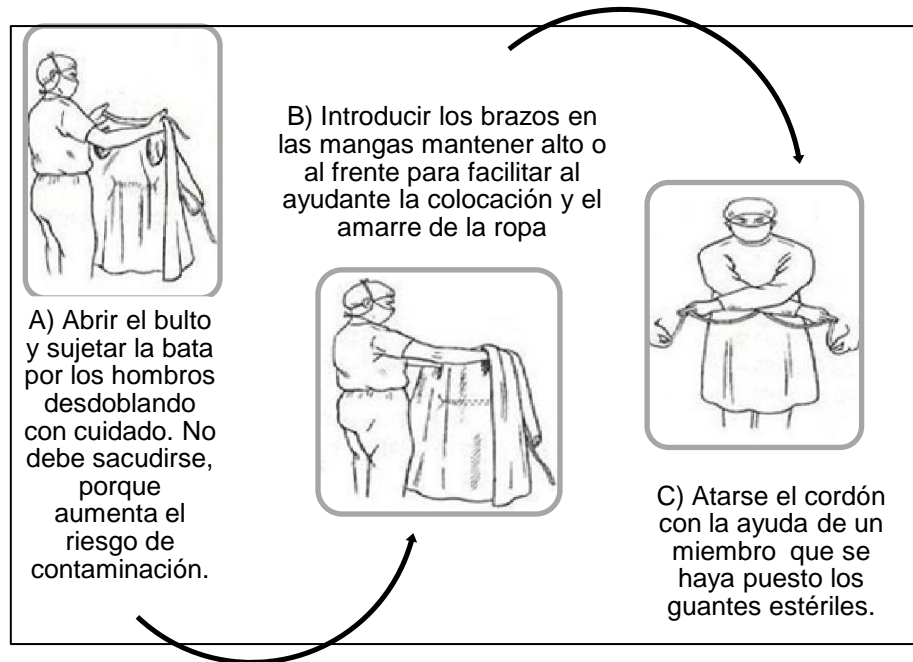 A) Abrir el bulto
y sujetar la bata
por los hombros
desdoblando
con cuidado. No
debe sacudirse,
porque
aumenta el
riesgo de
contaminación.
B) Introducir los brazos en
las mangas mantener alto o
al frente para facilitar al
ayudante la colocación y el
amarre de la ropa
C) Atarse el cordón
con la ayuda de un
miembro que se
haya puesto los
guantes estériles.